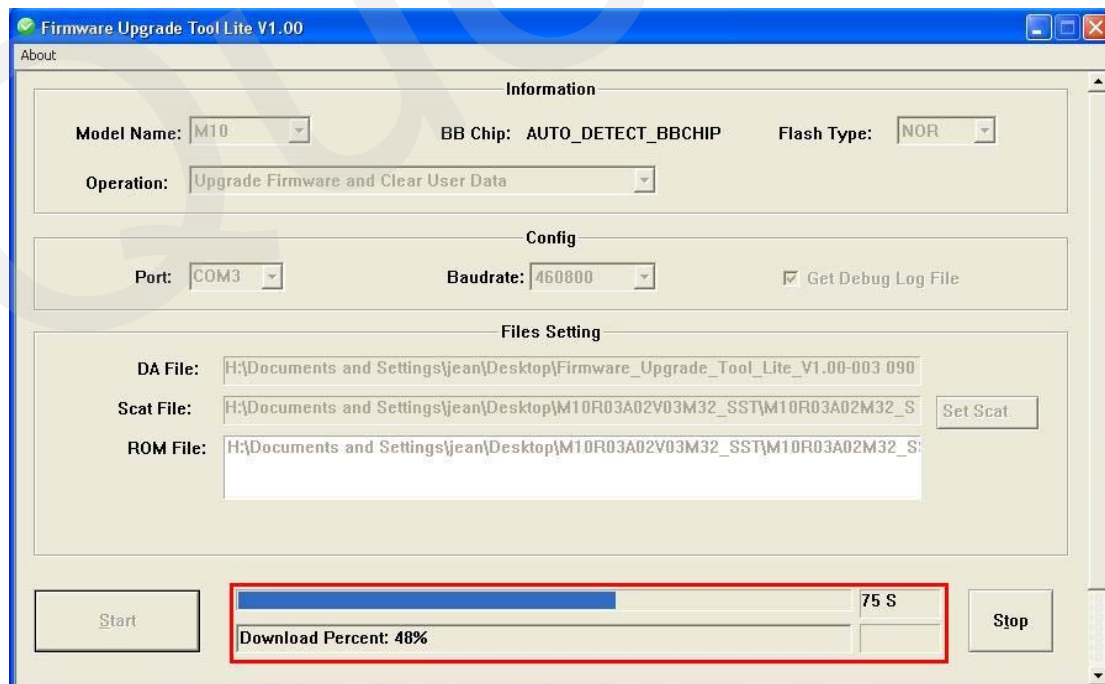 Firmware Upgrade Tool Lite V1.00
About
Information
Model Name: M10 BB Chip: AUTO_DETECT_BBCHIP Flash Type: NOR
Operation: Upgrade Firmware and Clear User Data
Config
Port: COM3 Baudrate: 460800 Get Debug Log File
Files Setting
DA File: H:\Documents and Settings\jean\Desktop\Firmware_Upgrade_Tool_Lite_V1.00-003 090
Scat File: H:\Documents and Settings\jean\Desktop\M10R03A02V03M32_SST\M10R03A02M32_S Set Scat
ROM File: H:\Documents and Settings\jean\Desktop\M10R03A02V03M32_SST\M10R03A02M32_S
Start 75 S Stop
Download Percent: 48%